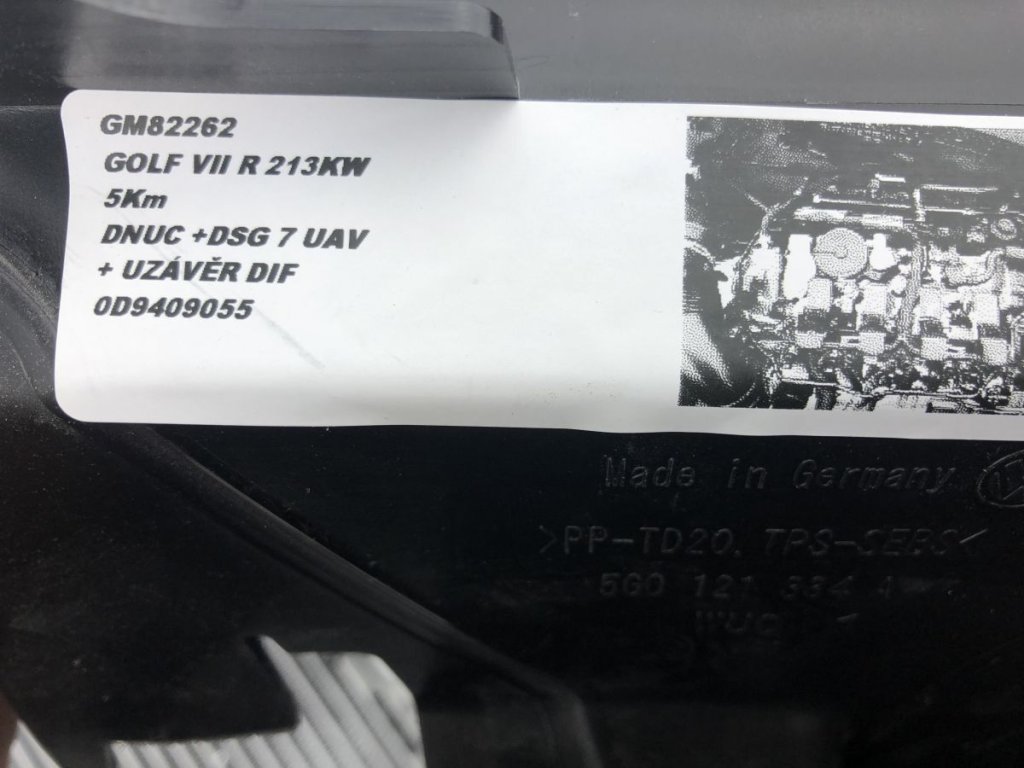 GM82262
GOLF VII R 213KW
5Km
DNUC +DSG 7 UAV
+ UZÁVĚR DIF
0D9409055
Made in Germany
>PP-TD20. TPS-SEBS<
5G0 121 334